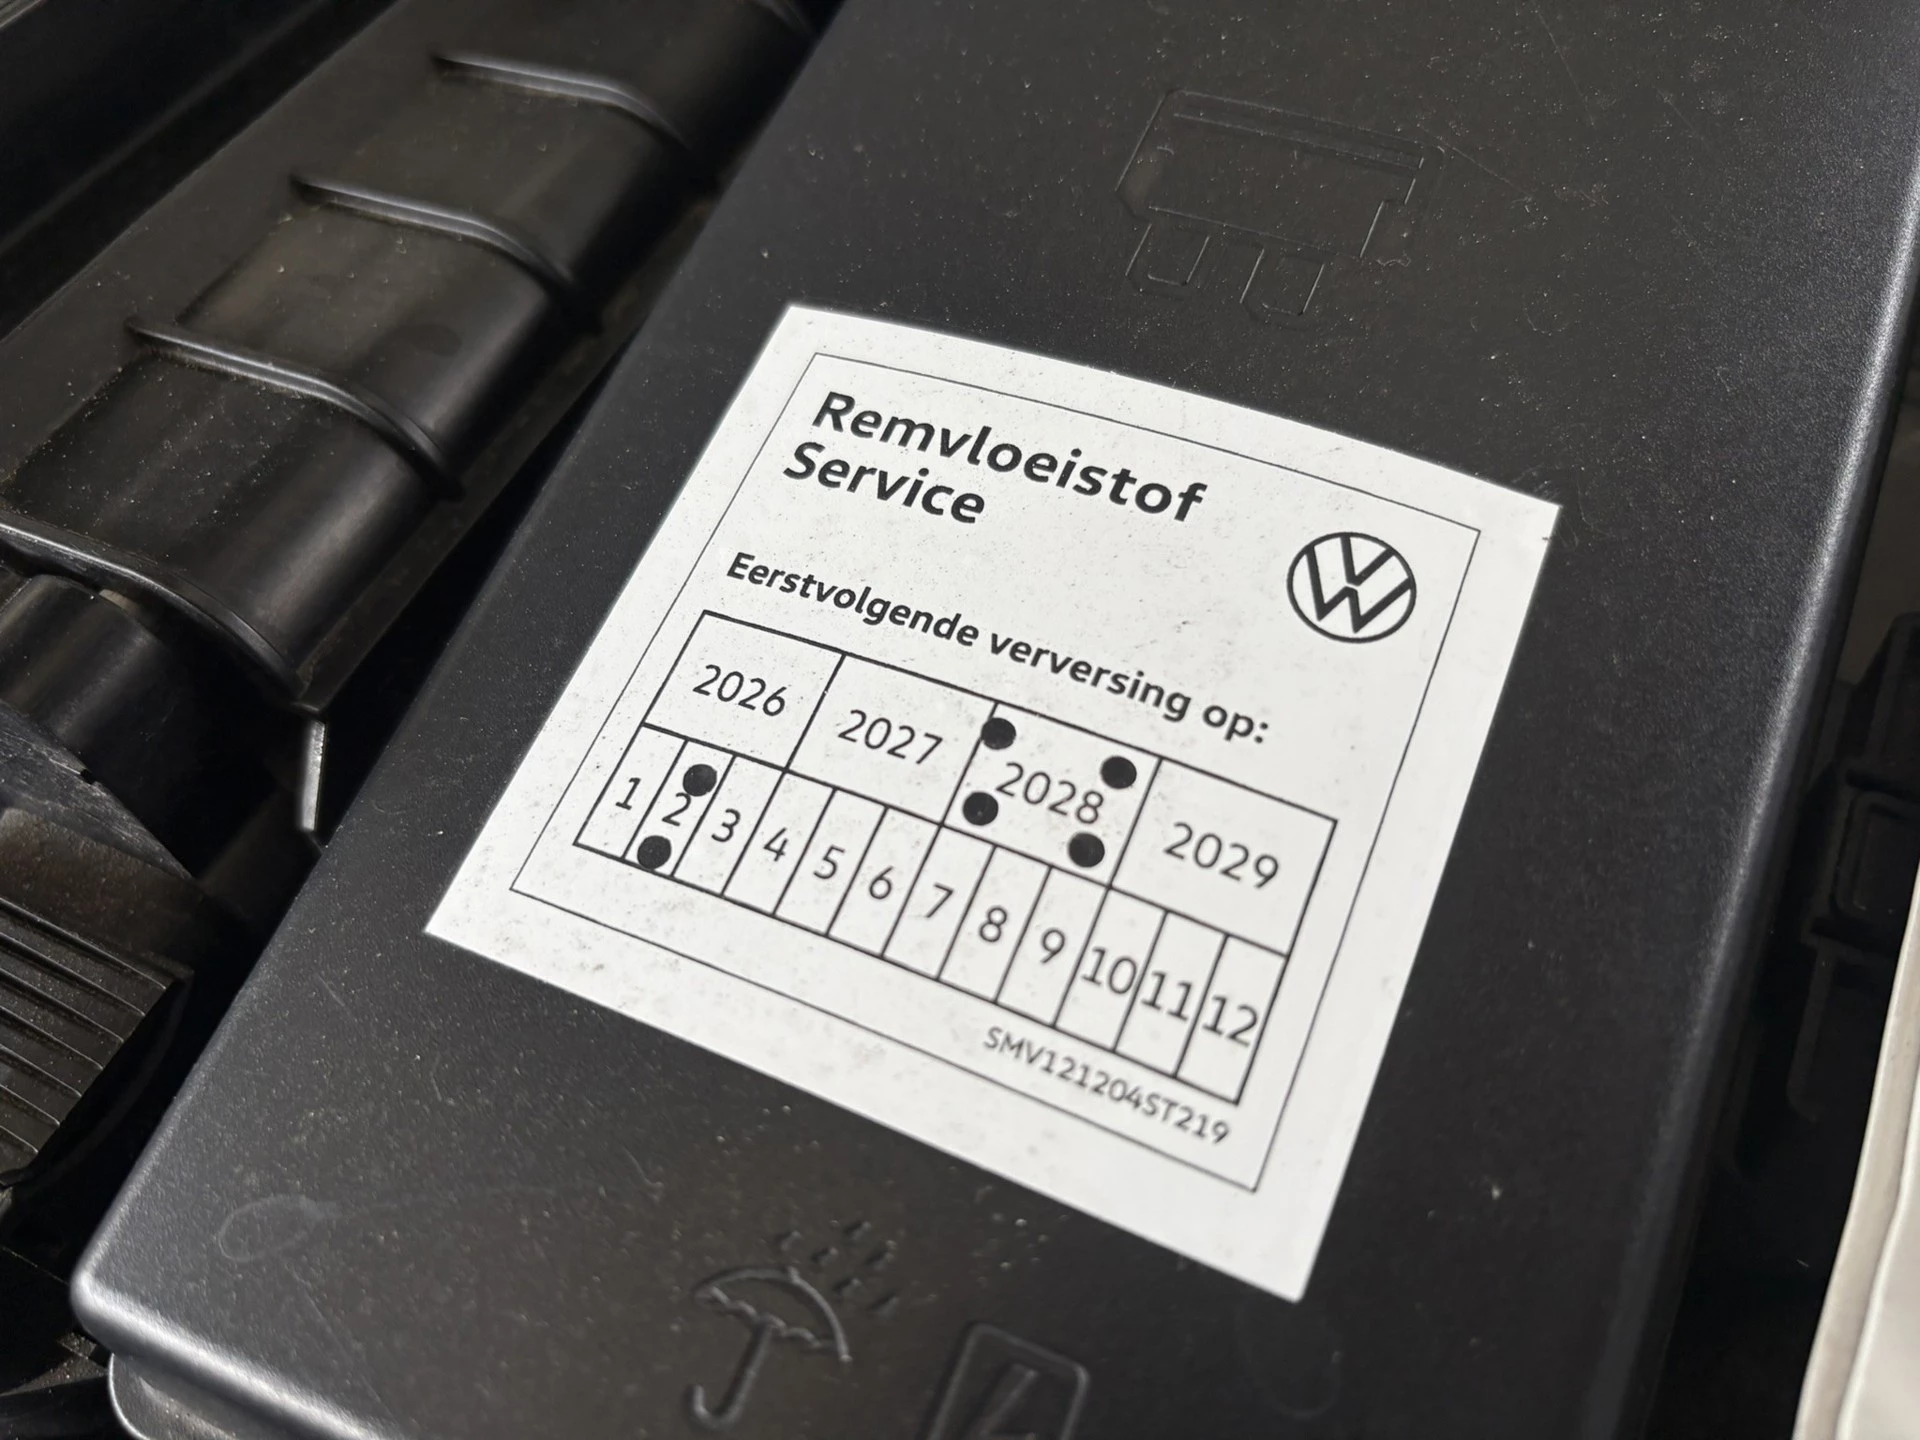 Remvloeistof
Service
Eerstvolgende verversing op:
2026 2027 2028 2029
1 2 3 4 5 6 7 8 9 10 11 12
SMV121204ST219